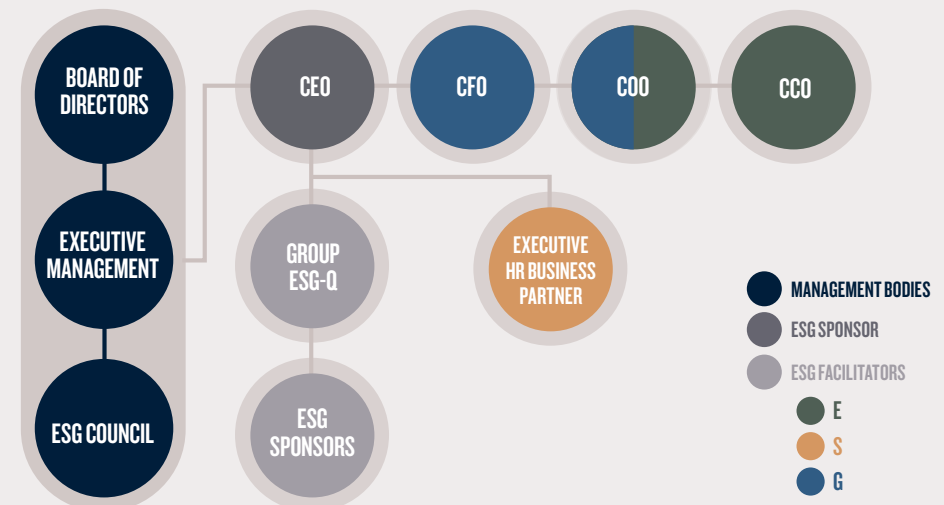 BOARD OF
DIRECTORS
EXECUTIVE
MANAGEMENT
ESG COUNCIL
CEO
CFO
COO
CCO
GROUP
ESG-Q
EXECUTIVE
HR BUSINESS
PARTNER
ESG
SPONSORS
MANAGEMENT BODIES
ESG SPONSOR
ESG FACILITATORS
E
S
G